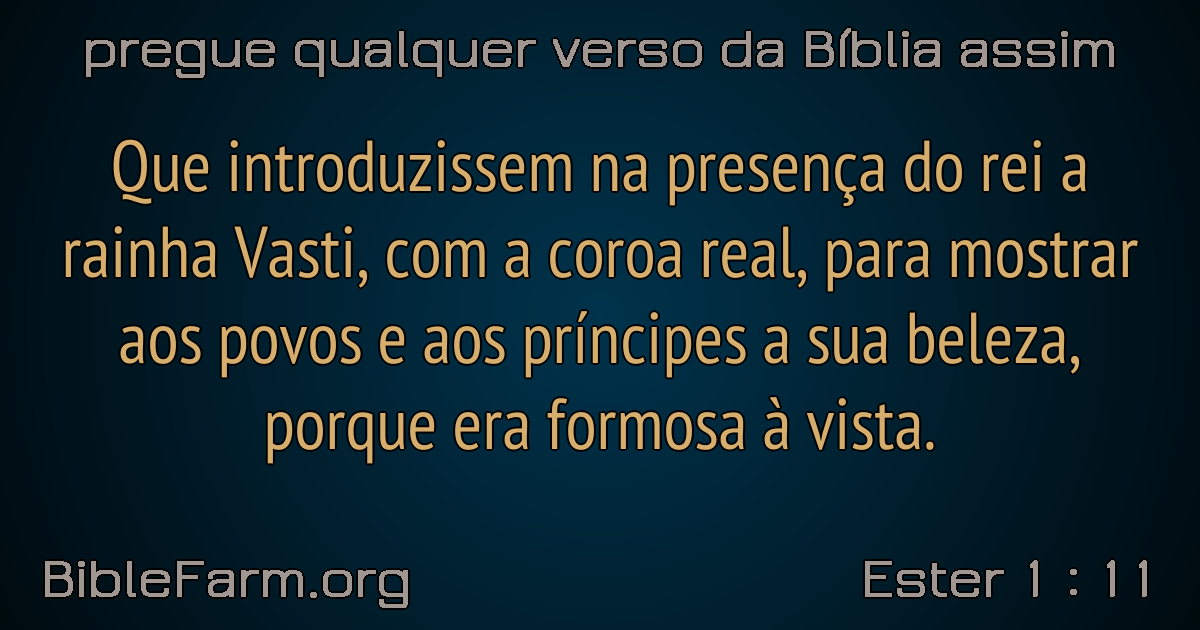 pregue qualquer verso da Bíblia assim
Que introduzissem na presença do rei a
rainha Vasti, com a coroa real, para mostrar
aos povos e aos príncipes a sua beleza,
porque era formosa à vista.
BibleFarm.org
Ester 1 : 11